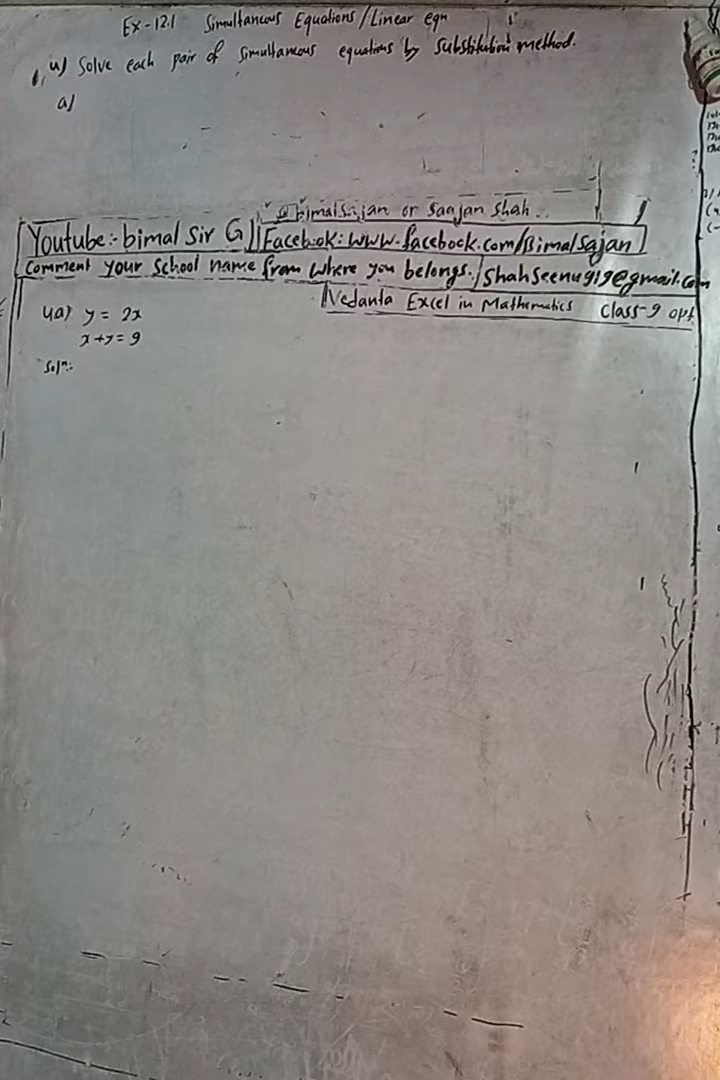 Ex-12.1 Simultaneous Equations/Linear eqn
4) Solve each pair of simultaneous equations by Substitution method.
a)
bimalsajan or Saajan Shah..
Youtube:- bimal Sir G Facebook: www.facebook.com/Bimalsajan
Comment your School name from where you belongs. / Shahseenu919@gmail.com
Vedanta Excel in Mathematics Class-9 opt
4a) y = 2x
x+y = 9
Solⁿ: